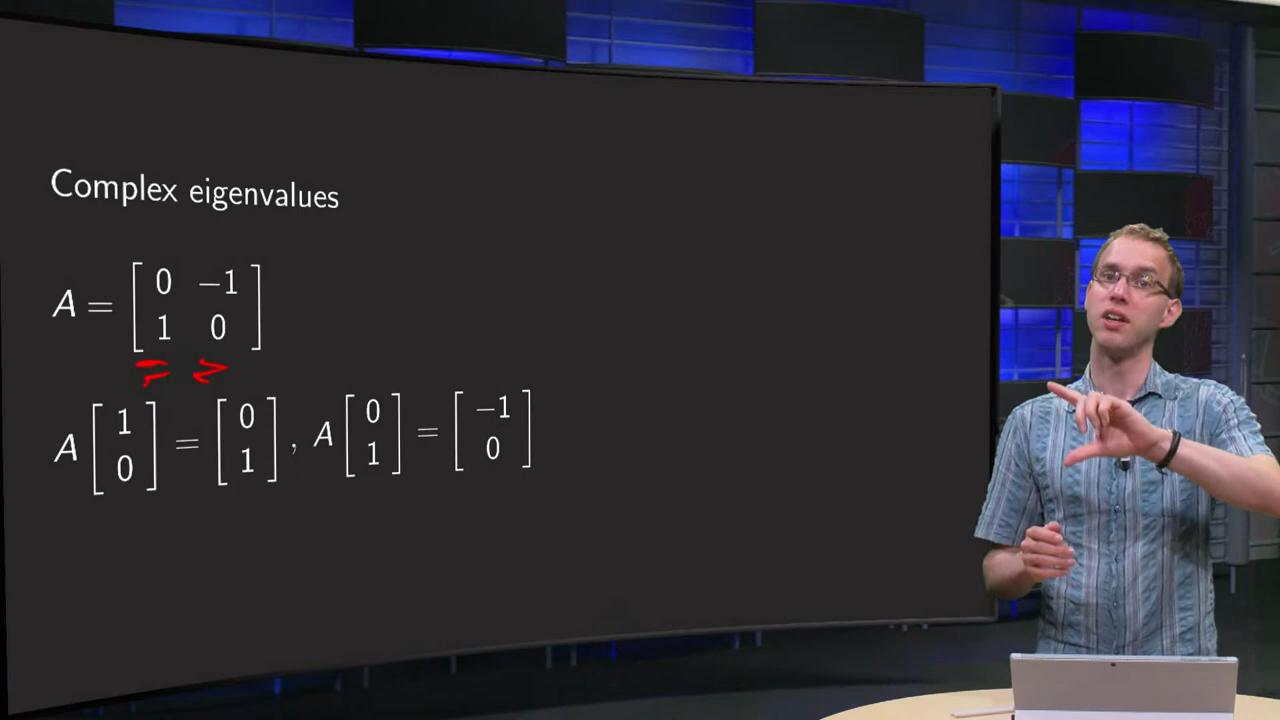 Complex eigenvalues
A = [ 0 −1 ; 1 0 ]
A [ 1 ; 0 ] = [ 0 ; 1 ] , A [ 0 ; 1 ] = [ −1 ; 0 ]